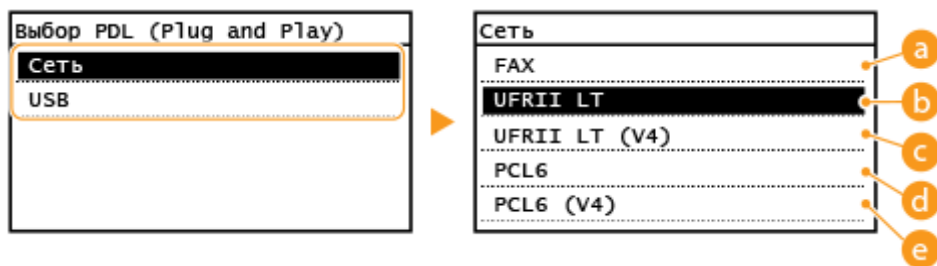 Выбор PDL (Plug and Play)
Сеть
USB
Сеть
FAX
UFRII LT
UFRII LT (V4)
PCL6
PCL6 (V4)
a
b
c
d
e